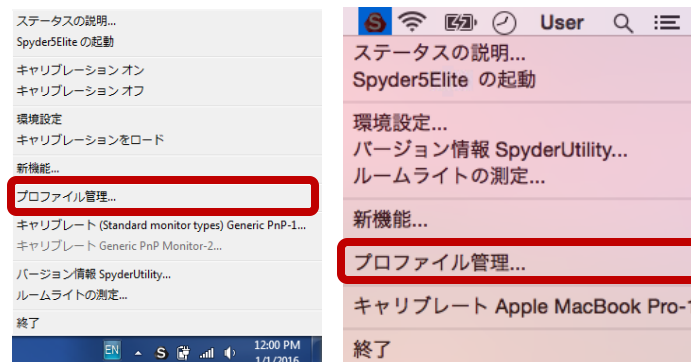 ステータスの説明...
Spyder5Elite の起動
キャリブレーション オン
キャリブレーション オフ
環境設定
キャリブレーションをロード
新機能...
プロファイル管理...
キャリブレート (Standard monitor types) Generic PnP-1...
キャリブレート Generic PnP Monitor-2...
バージョン情報 SpyderUtility...
ルームライトの測定...
終了
EN
S
12:00 PM
1/1/2016
S
User
ステータスの説明...
Spyder5Elite の起動
環境設定...
バージョン情報 SpyderUtility...
ルームライトの測定...
新機能...
プロファイル管理...
キャリブレート Apple MacBook Pro-1
終了